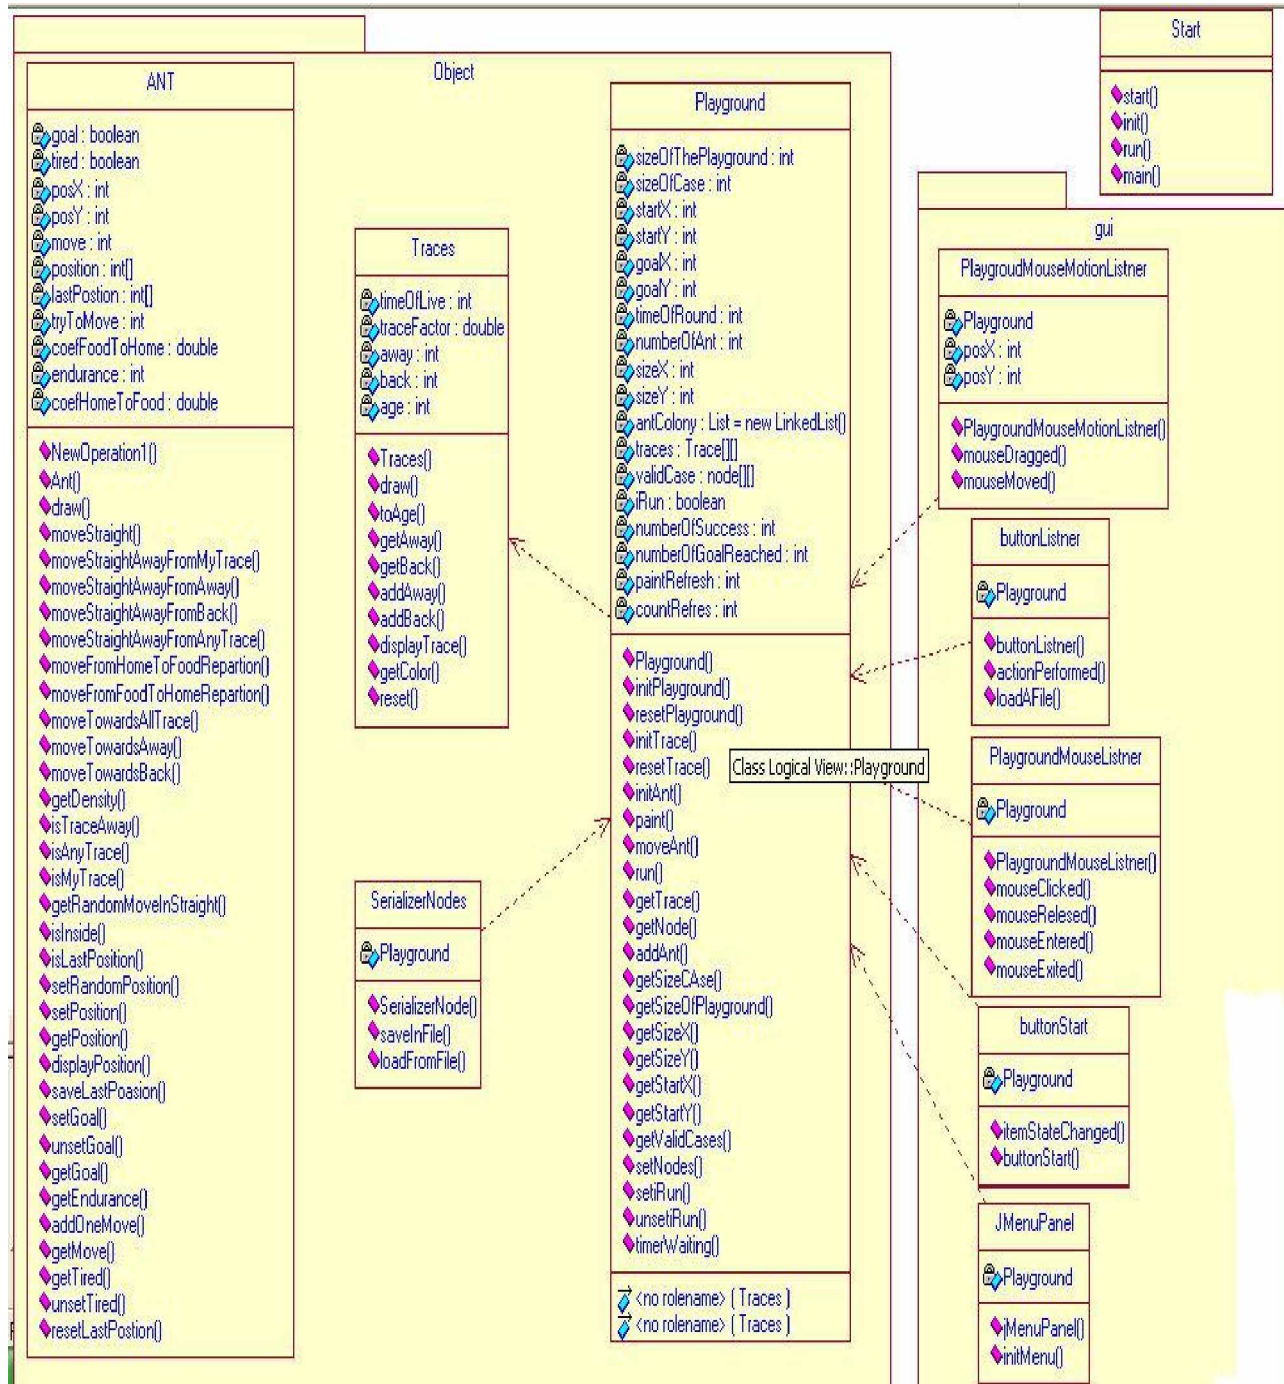 Object
ANT
goal : boolean
tired : boolean
posX : int
posY : int
move : int
position : int[]
lastPostion : int[]
tryToMove : int
coefFoodToHome : double
endurance : int
coefHomeToFood : double
NewOperation1()
Ant()
draw()
moveStraight()
moveStraightAwayFromMyTrace()
moveStraightAwayFromAway()
moveStraightAwayFromBack()
moveStraightAwayFromAnyTrace()
moveFromHomeToFoodRepartion()
moveFromFoodToHomeRepartion()
moveTowardsAllTrace()
moveTowardsAway()
moveTowardsBack()
getDensity()
isTraceAway()
isAnyTrace()
isMyTrace()
getRandomMoveInStraight()
isInside()
isLastPosition()
setRandomPosition()
setPosition()
getPosition()
displayPosition()
saveLastPoasion()
setGoal()
unsetGoal()
getGoal()
getEndurance()
addOneMove()
getMove()
getTired()
unsetTired()
resetLastPostion()
Traces
timeOfLive : int
traceFactor : double
away : int
back : int
age : int
Traces()
draw()
toAge()
getAway()
getBack()
addAway()
addBack()
displayTrace()
getColor()
reset()
SerializerNodes
Playground
SerializerNode()
saveInFile()
loadFromFile()
Playground
sizeOfThePlayground : int
sizeOfCase : int
startX : int
startY : int
goalX : int
goalY : int
timeOfRound : int
numberOfAnt : int
sizeX : int
sizeY : int
antColony : List = new LinkedList()
traces : Trace[][]
validCase : node[][]
iRun : boolean
numberOfSuccess : int
numberOfGoalReached : int
paintRefresh : int
countRefres : int
Playground()
initPlayground()
resetPlayground()
initTrace()
resetTrace()
initAnt()
paint()
moveAnt()
run()
getTrace()
getNode()
addAnt()
getSizeCAse()
getSizeOfPlayground()
getSizeX()
getSizeY()
getStartX()
getStartY()
getValidCases()
setNodes()
setiRun()
unsetiRun()
timerWaiting()
<no rolename> ( Traces )
<no rolename> ( Traces )
Class Logical View::Playground
Start
start()
init()
run()
main()
gui
PlaygroudMouseMotionListner
Playground
posX : int
posY : int
PlaygroundMouseMotionListner()
mouseDragged()
mouseMoved()
buttonListner
Playground
buttonListner()
actionPerformed()
loadAFile()
PlaygroundMouseListner
Playground
PlaygroundMouseListner()
mouseClicked()
mouseRelesed()
mouseEntered()
mouseExited()
buttonStart
Playground
itemStateChanged()
buttonStart()
JMenuPanel
Playground
jMenuPanel()
initMenu()